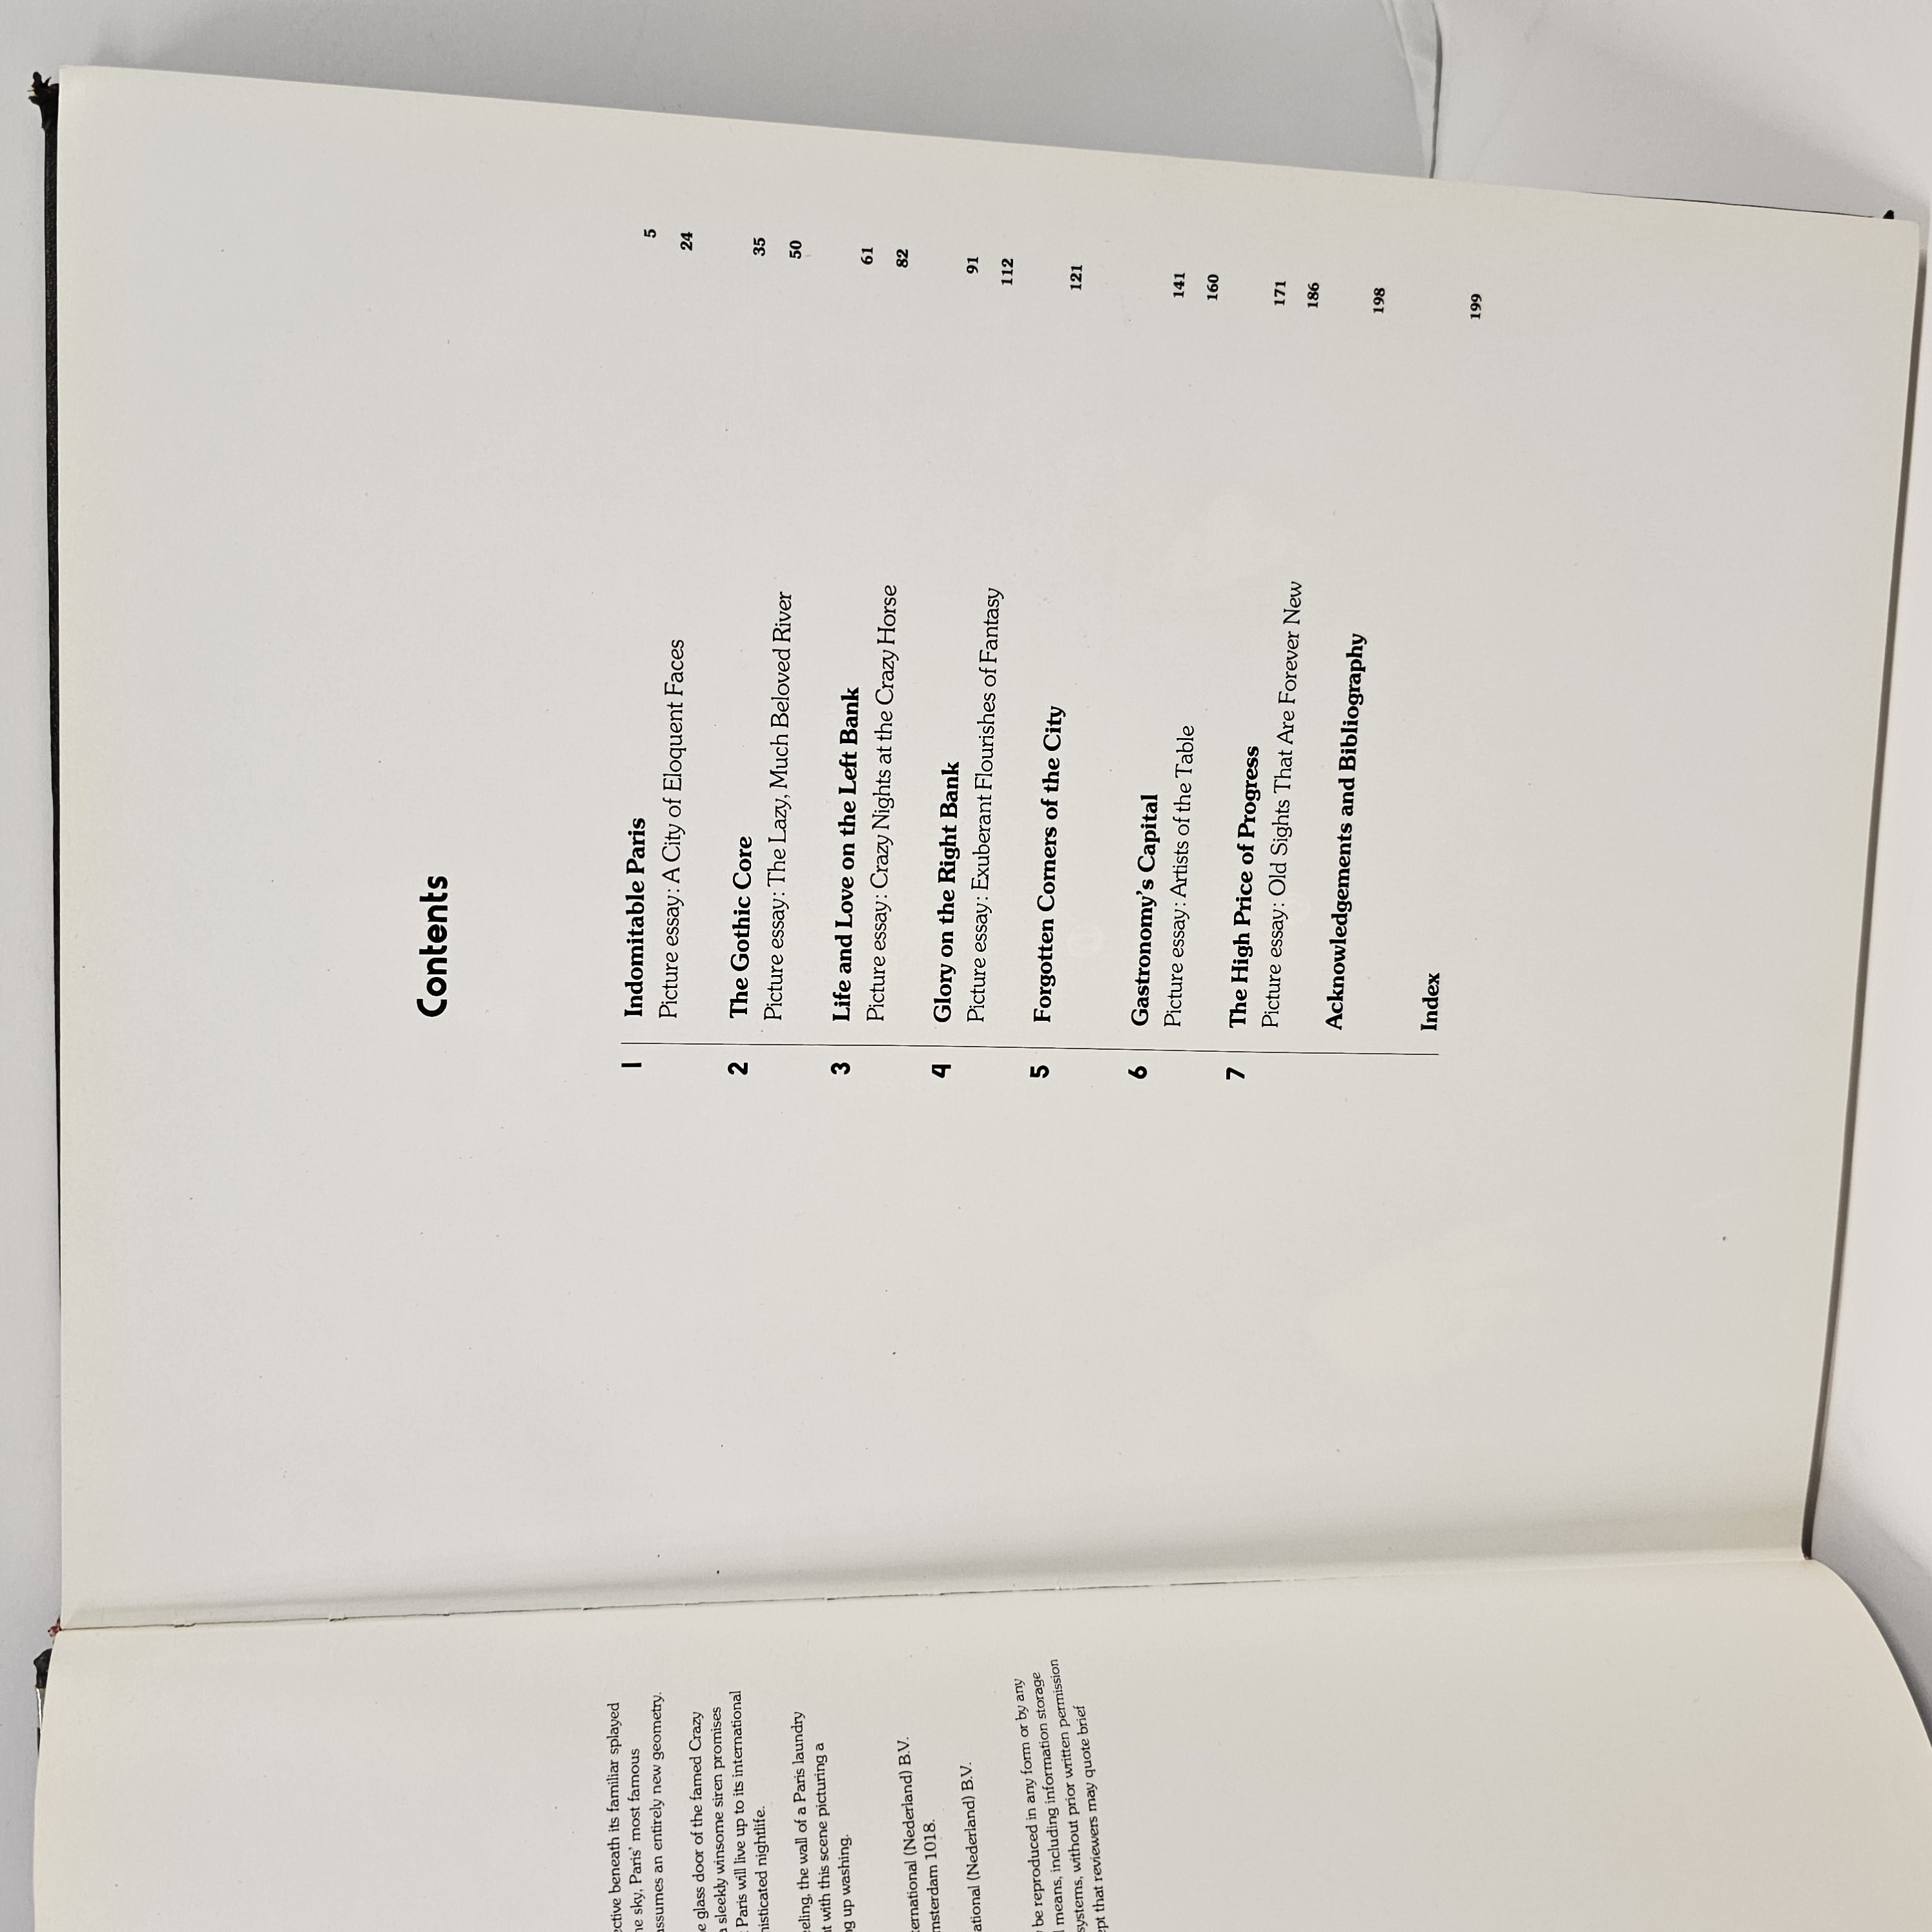 ective beneath its familiar splayed
he sky, Paris' most famous
assumes an entirely new geometry.
e glass door of the famed Crazy
a sleekly winsome siren promises
Paris will live up to its international
histicated nightlife.
eeling, the wall of a Paris laundry
nt with this scene picturing a
ng up washing.
ternational (Nederland) B.V.
msterdam 1018.
ational (Nederland) B.V.
be reproduced in any form or by any
means, including information storage
systems, without prior written permission
ept that reviewers may quote brief
Contents
1 Indomitable Paris 5
Picture essay: A City of Eloquent Faces 24
2 The Gothic Core 35
Picture essay: The Lazy, Much Beloved River 50
3 Life and Love on the Left Bank 61
Picture essay: Crazy Nights at the Crazy Horse 82
4 Glory on the Right Bank 91
Picture essay: Exuberant Flourishes of Fantasy 112
5 Forgotten Corners of the City 121
6 Gastronomy's Capital 141
Picture essay: Artists of the Table 160
7 The High Price of Progress 171
Picture essay: Old Sights That Are Forever New 186
Acknowledgements and Bibliography 198
Index 199